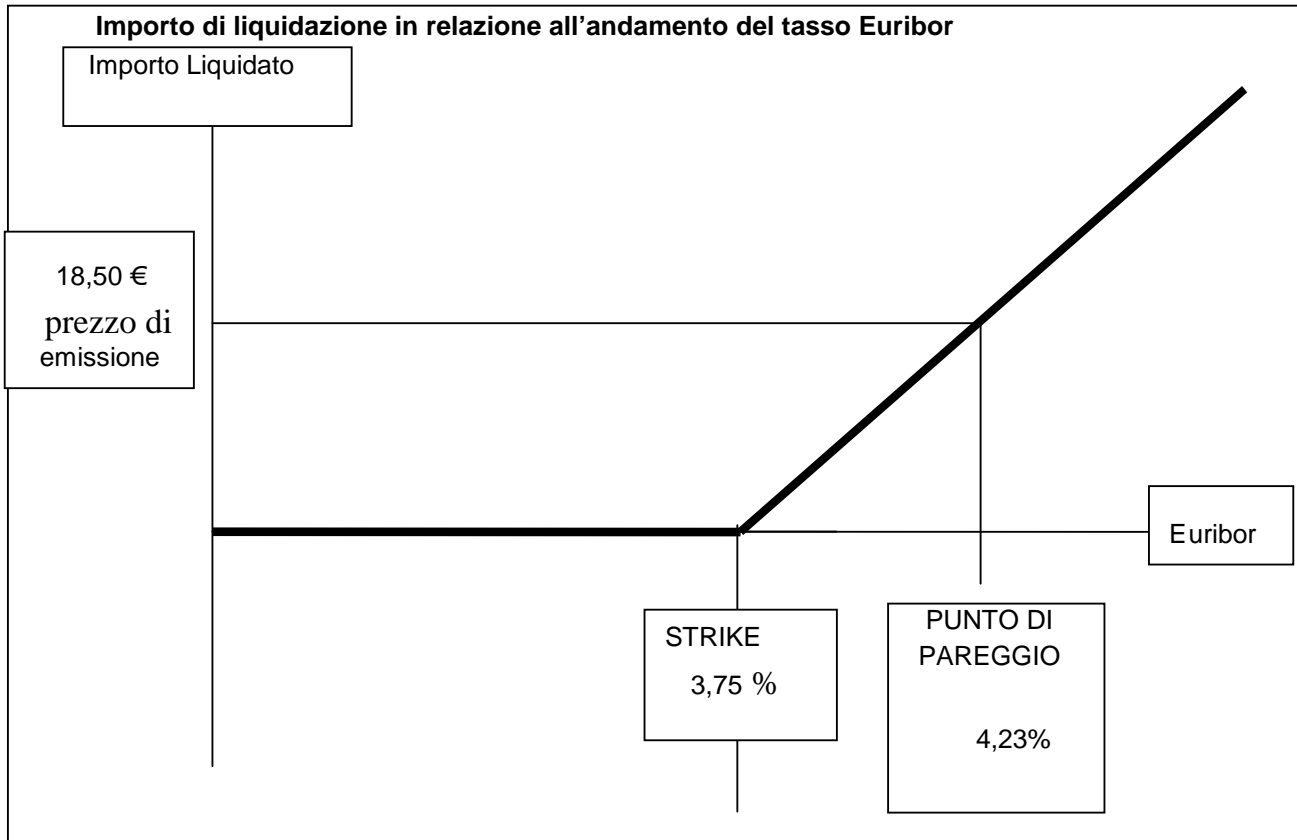 Importo di liquidazione in relazione all’andamento del tasso Euribor
Importo Liquidato
18,50 €
prezzo di
emissione
Euribor
STRIKE
3,75 %
PUNTO DI
PAREGGIO
4,23%